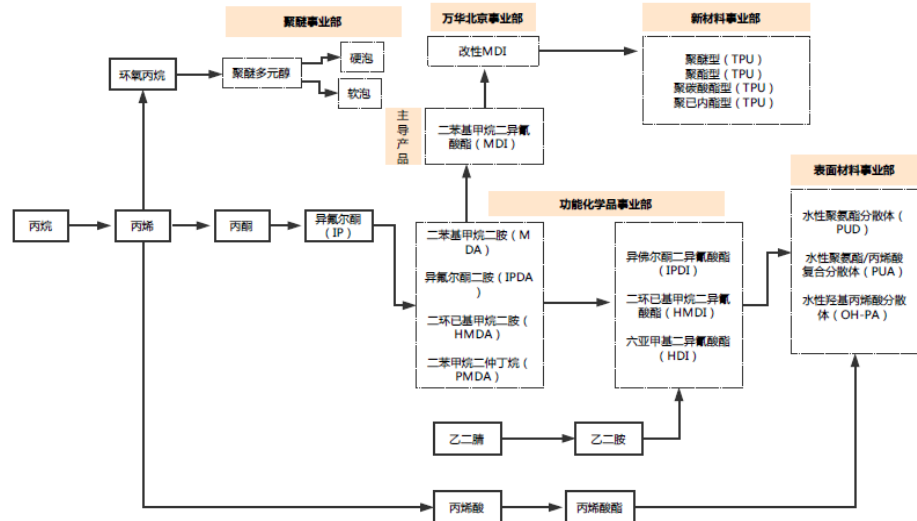 聚醚事业部
万华北京事业部
新材料事业部
环氧丙烷
聚醚多元醇
硬泡
软泡
改性MDI
聚醚型（TPU）
聚酯型（TPU）
聚碳酸酯型（TPU）
聚已内酯型（TPU）
主
导
产
品
二苯基甲烷二异氰
酸酯（MDI）
表面材料事业部
功能化学品事业部
丙烷
丙烯
丙酮
异氟尔酮
（IP）
二苯基甲烷二胺（M
DA）
异氟尔酮二胺（IPDA
）
二环已基甲烷二胺（
HMDA）
二苯甲烷二仲丁烷（
PMDA）
异佛尔酮二异氰酸酯
（IPDI）
二环已基甲烷二异氰
酸酯（HMDI）
六亚甲基二异氰酸酯
（HDI）
水性聚氨酯分散体（
PUD）
水性聚氨酯/丙烯酸
复合分散体（PUA）
水性羟基丙烯酸分散
体（OH-PA）
乙二腈
乙二胺
丙烯酸
丙烯酸酯